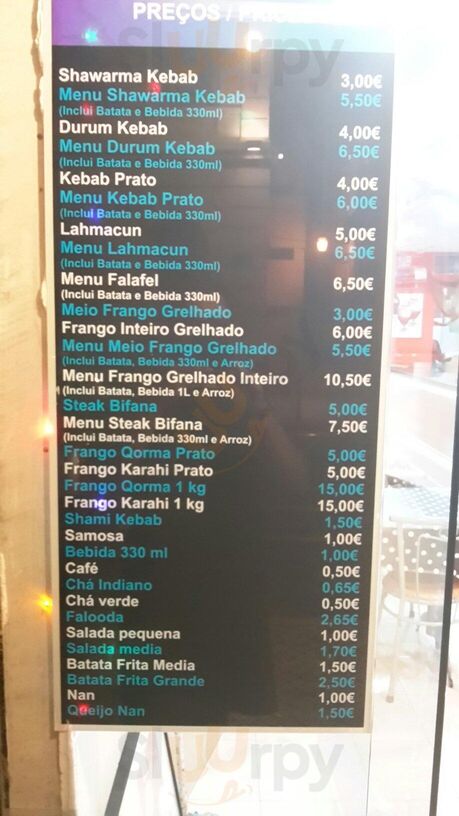 PREÇOS /
Shawarma Kebab 3,00€
Menu Shawarma Kebab 5,50€
(Inclui Batata e Bebida 330ml)
Durum Kebab 4,00€
Menu Durum Kebab 6,50€
(Inclui Batata e Bebida 330ml)
Kebab Prato 4,00€
Menu Kebab Prato 6,00€
(Inclui Batata e Bebida 330ml)
Lahmacun 5,00€
Menu Lahmacun 6,50€
(Inclui Batata e Bebida 330ml)
Menu Falafel 6,50€
(Inclui Batata e Bebida 330ml)
Meio Frango Grelhado 3,00€
Frango Inteiro Grelhado 6,00€
Menu Meio Frango Grelhado 5,50€
(Inclui Batata, Bebida 330ml e Arroz)
Menu Frango Grelhado Inteiro 10,50€
(Inclui Batata, Bebida 1L e Arroz)
Steak Bifana 5,00€
Menu Steak Bifana 7,50€
(Inclui Batata, Bebida 330ml e Arroz)
Frango Qorma Prato 5,00€
Frango Karahi Prato 5,00€
Frango Qorma 1 kg 15,00€
Frango Karahi 1 kg 15,00€
Shami Kebab 1,50€
Samosa 1,00€
Bebida 330 ml 1,00€
Café 0,50€
Chá Indiano 0,65€
Chá verde 0,50€
Falooda 2,65€
Salada pequena 1,00€
Salada media 1,70€
Batata Frita Media 1,50€
Batata Frita Grande 2,50€
Nan 1,00€
Queijo Nan 1,50€
sluurpy